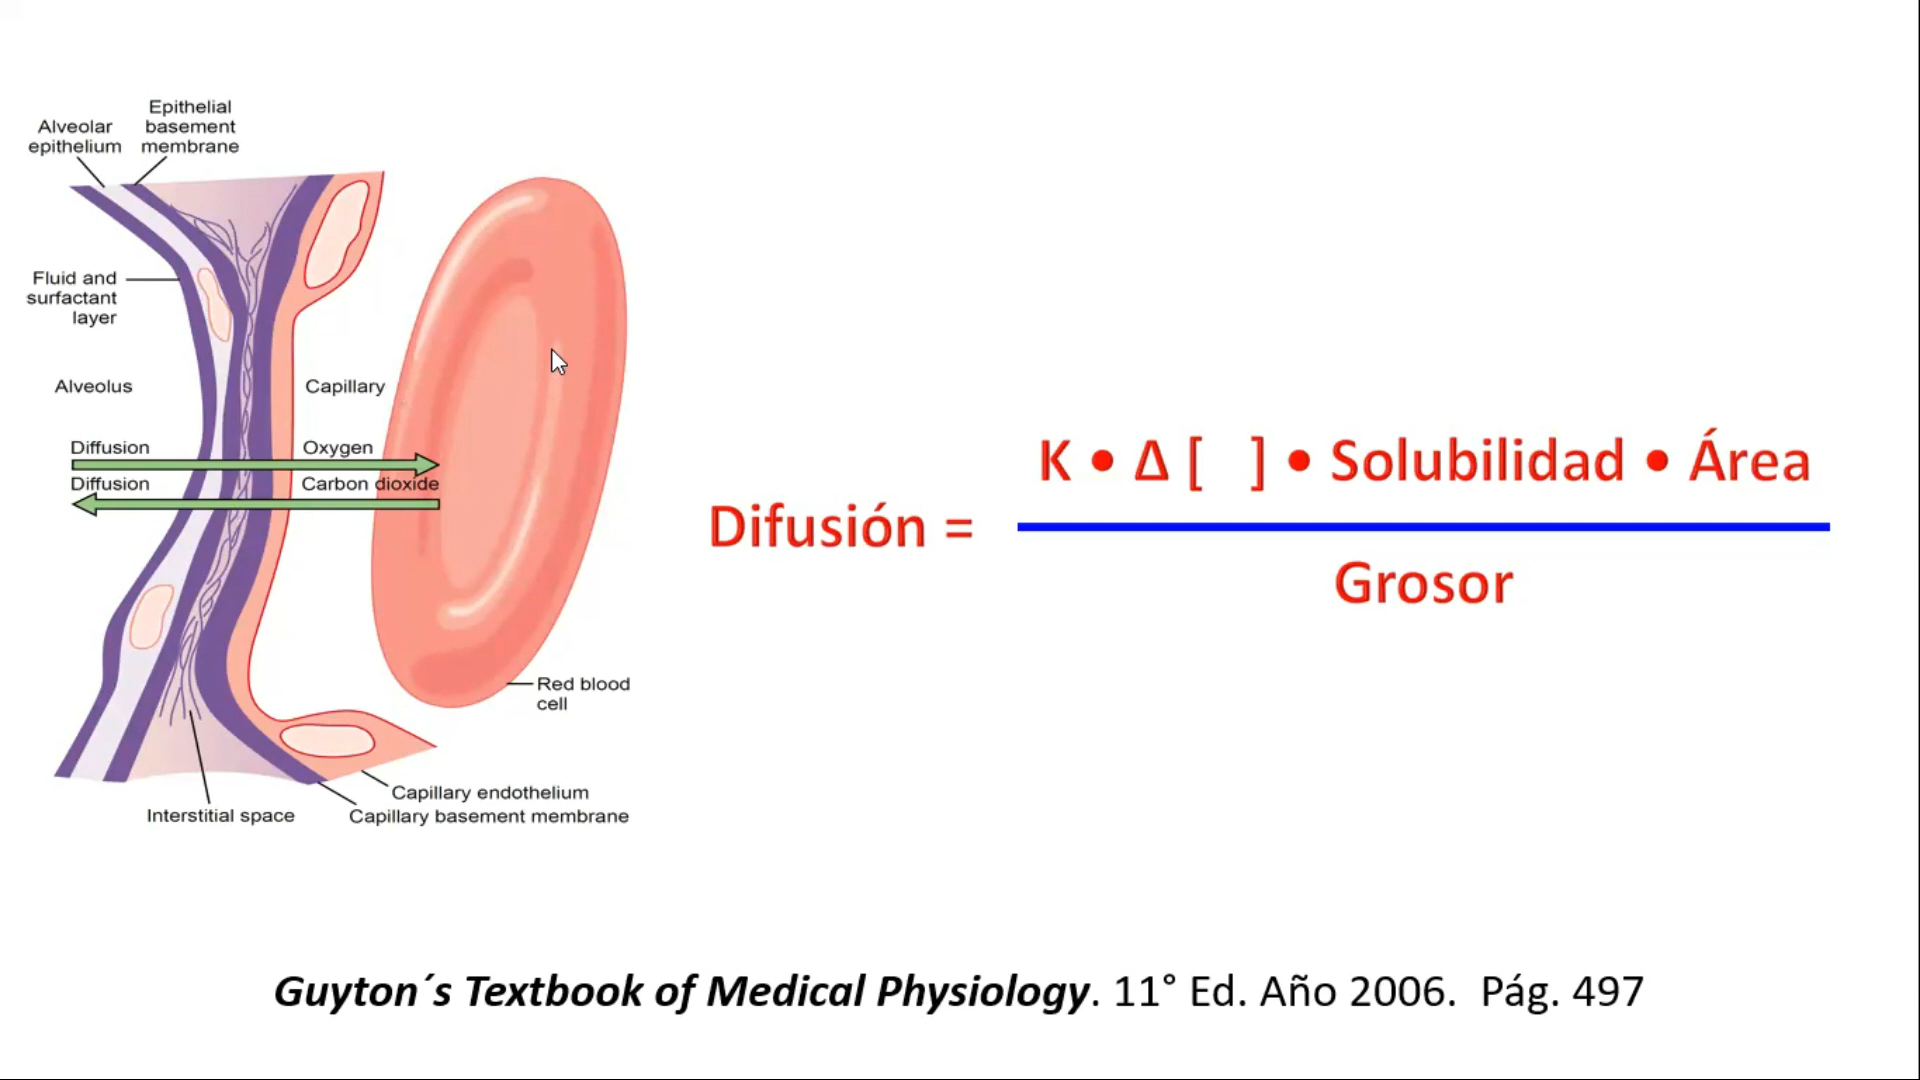 Epithelial
basement
membrane
Alveolar
epithelium
Fluid and
surfactant
layer
Alveolus
Capillary
Diffusion
Oxygen
Diffusion
Carbon dioxide
Red blood
cell
Capillary endothelium
Capillary basement membrane
Interstitial space
Difusión =
K • Δ [ ] • Solubilidad • Área
Grosor
Guyton´s Textbook of Medical Physiology. 11° Ed. Año 2006. Pág. 497